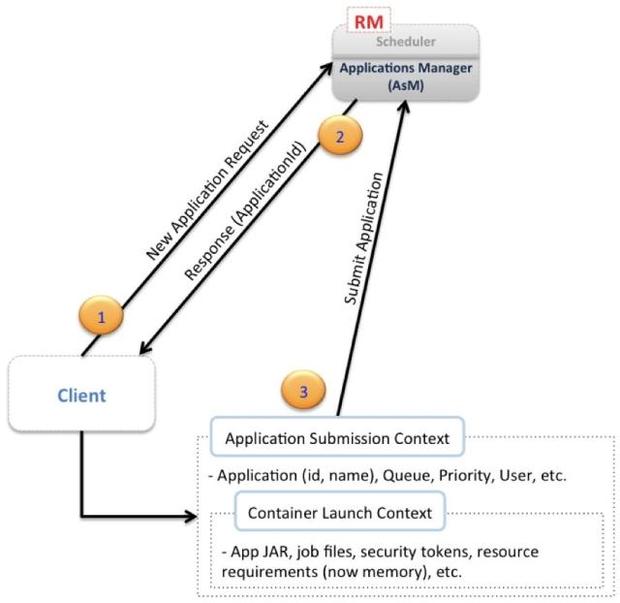 RM
Scheduler
Applications Manager
(AsM)
2
New Application Request
Response (ApplicationId)
Submit Application
1
Client
3
Application Submission Context
- Application (id, name), Queue, Priority, User, etc.
Container Launch Context
- App JAR, job files, security tokens, resource
requirements (now memory), etc.